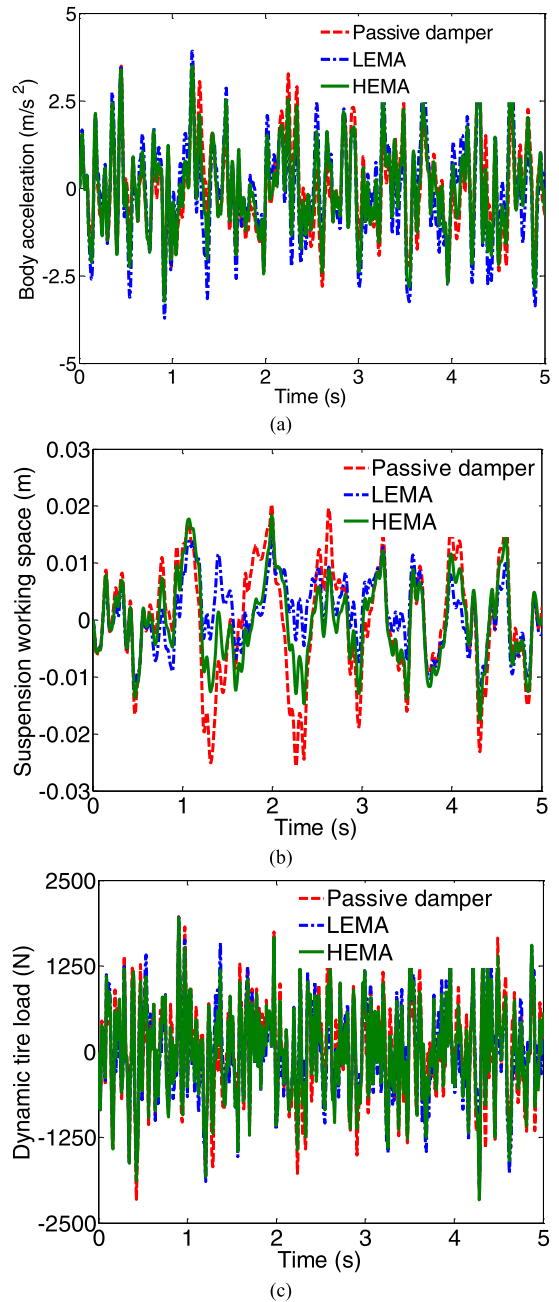 5
Passive damper
LEMA
HEMA
2.5
0
-2.5
-5
Body acceleration (m/s 2)
0 1 2 3 4 5
Time (s)
(a)
0.03
Passive damper
LEMA
HEMA
0.02
0.01
0
-0.01
-0.02
-0.03
Suspension working space (m)
0 1 2 3 4 5
Time (s)
(b)
2500
Passive damper
LEMA
HEMA
1250
0
-1250
-2500
Dynamic tire load (N)
0 1 2 3 4 5
Time (s)
(c)